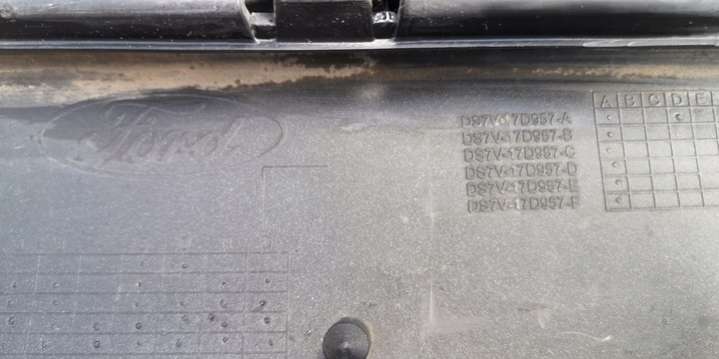 Ford
A B C D E
DS7V-17D957-A
DS7V-17D957-B
DS7V-17D957-C
DS7V-17D957-D
DS7V-17D957-E
DS7V-17D957-F